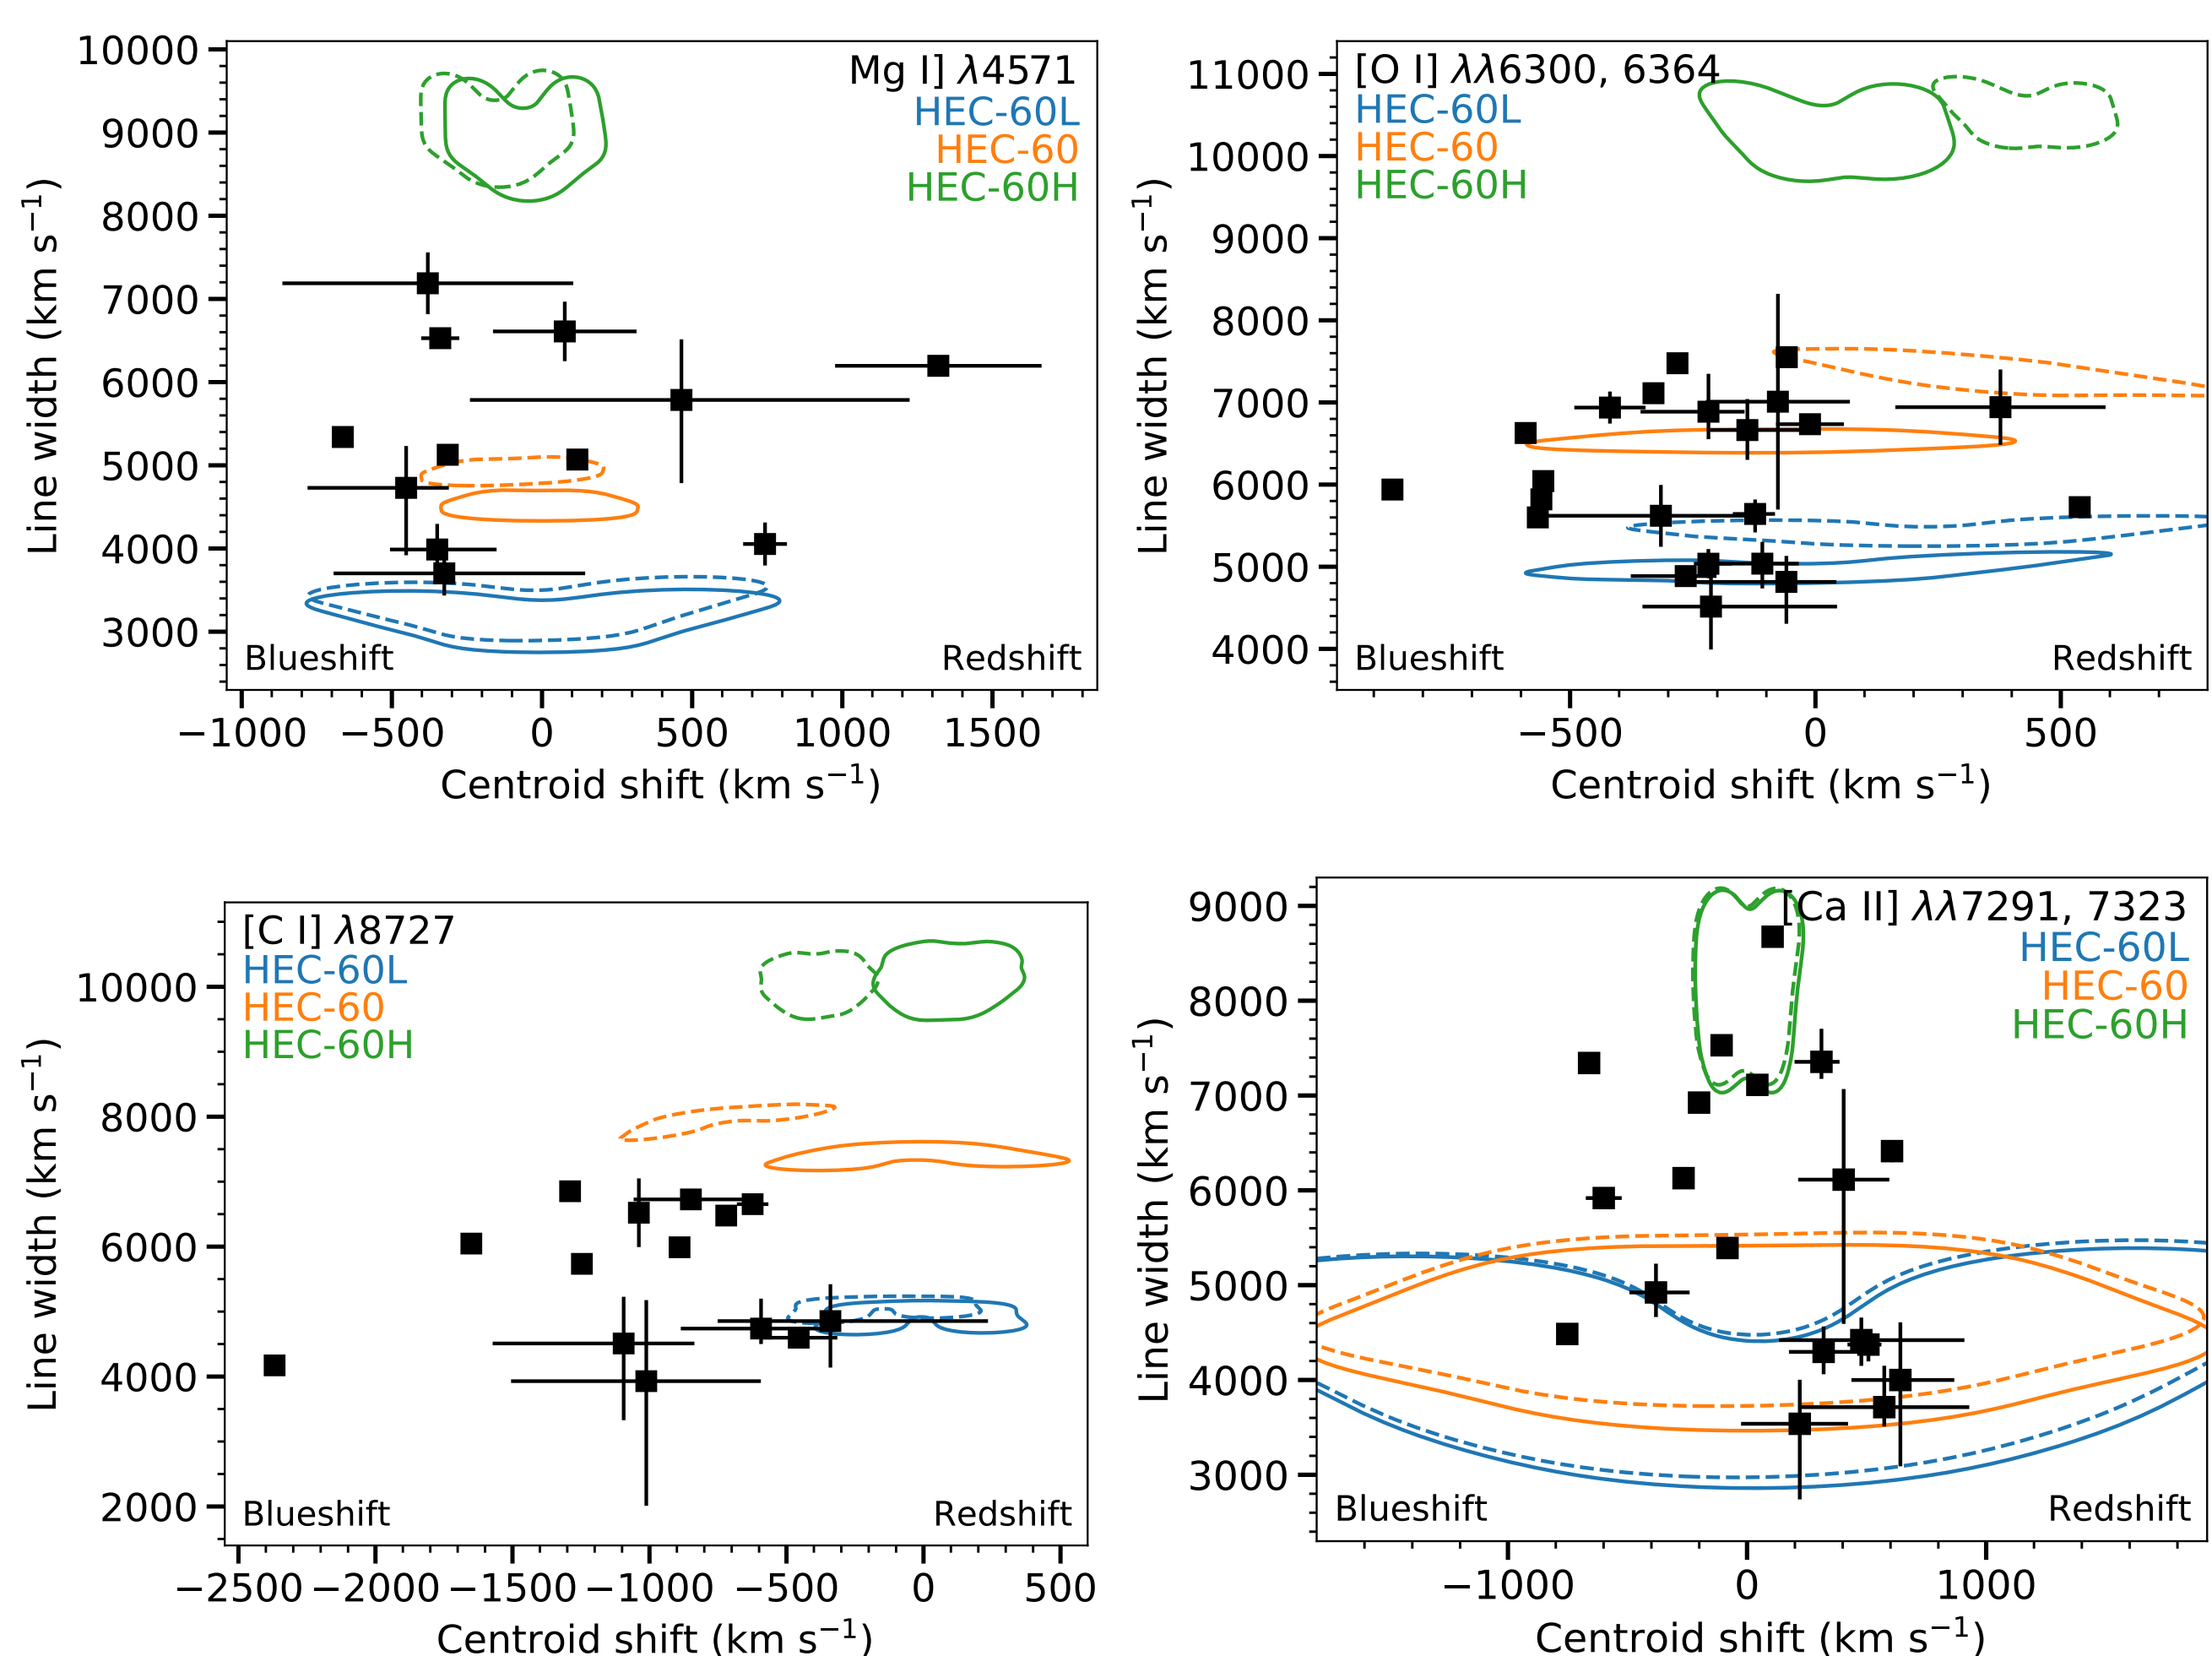 Mg I] λ4571
HEC-60L
HEC-60
HEC-60H
10000
9000
8000
7000
6000
5000
4000
3000
Line width (km s⁻¹)
Blueshift
Redshift
−1000
−500
0
500
1000
1500
Centroid shift (km s⁻¹)
[O I] λλ6300, 6364
HEC-60L
HEC-60
HEC-60H
11000
10000
9000
8000
7000
6000
5000
4000
Line width (km s⁻¹)
Blueshift
Redshift
−500
0
500
Centroid shift (km s⁻¹)
[C I] λ8727
HEC-60L
HEC-60
HEC-60H
10000
8000
6000
4000
2000
Line width (km s⁻¹)
Blueshift
Redshift
−2500
−2000
−1500
−1000
−500
0
500
Centroid shift (km s⁻¹)
[Ca II] λλ7291, 7323
HEC-60L
HEC-60
HEC-60H
9000
8000
7000
6000
5000
4000
3000
Line width (km s⁻¹)
Blueshift
Redshift
−1000
0
1000
Centroid shift (km s⁻¹)